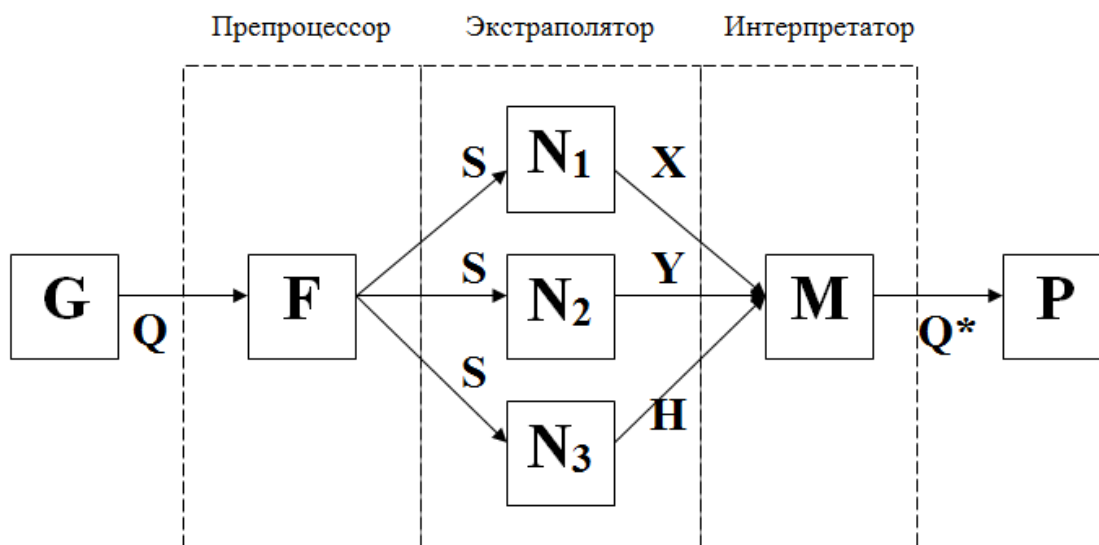 Препроцессор Экстраполятор Интерпретатор
S N₁ X
G Q F S N₂ Y M Q* P
S N₃ H